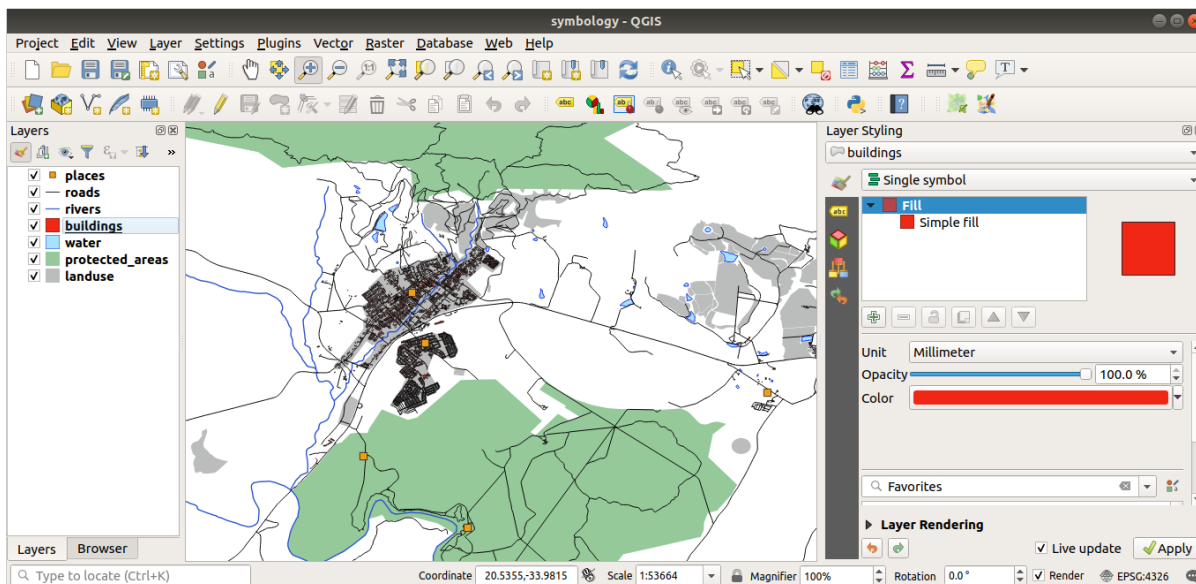 symbology - QGIS
Project Edit View Layer Settings Plugins Vector Raster Database Web Help
Layers
places
roads
rivers
buildings
water
protected_areas
landuse
Layers Browser
Layer Styling
buildings
Single symbol
Fill
Simple fill
Unit Millimeter
Opacity 100.0 %
Color
Favorites
Layer Rendering
Live update Apply
Type to locate (Ctrl+K) Coordinate 20.5355,-33.9815 Scale 1:53664 Magnifier 100% Rotation 0.0 ° Render EPSG:4326